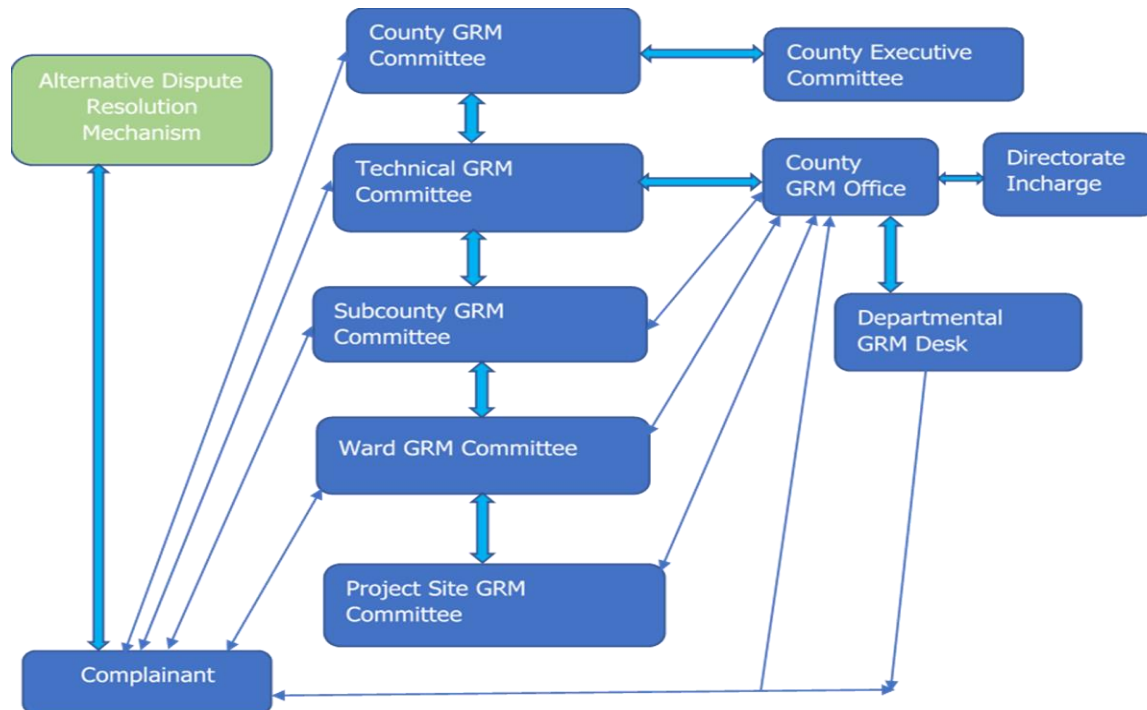 County GRM
Committee
County Executive
Committee
Alternative Dispute
Resolution
Mechanism
Technical GRM
Committee
County
GRM Office
Directorate
Incharge
Subcounty GRM
Committee
Departmental
GRM Desk
Ward GRM Committee
Project Site GRM
Committee
Complainant